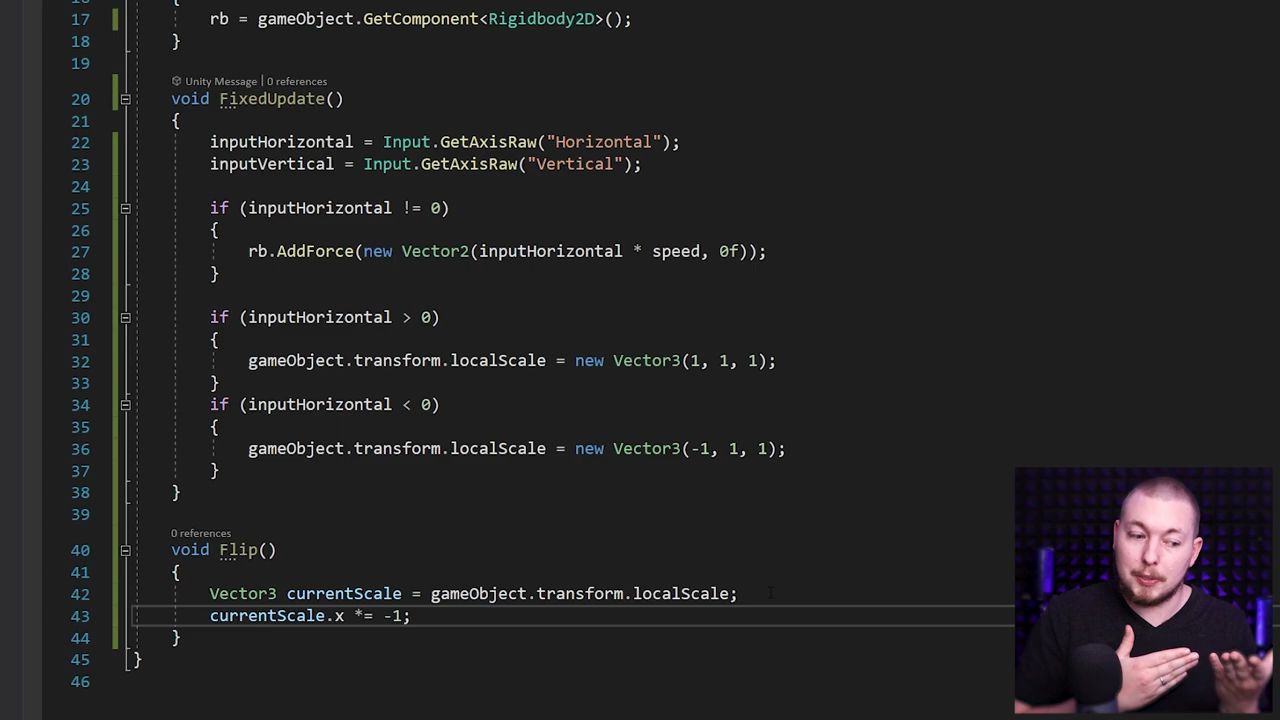 17 rb = gameObject.GetComponent<Rigidbody2D>();
18 }
19
Unity Message | 0 references
20 void FixedUpdate()
21 {
22 inputHorizontal = Input.GetAxisRaw("Horizontal");
23 inputVertical = Input.GetAxisRaw("Vertical");
24
25 if (inputHorizontal != 0)
26 {
27 rb.AddForce(new Vector2(inputHorizontal * speed, 0f));
28 }
29
30 if (inputHorizontal > 0)
31 {
32 gameObject.transform.localScale = new Vector3(1, 1, 1);
33 }
34 if (inputHorizontal < 0)
35 {
36 gameObject.transform.localScale = new Vector3(-1, 1, 1);
37 }
38 }
39
0 references
40 void Flip()
41 {
42 Vector3 currentScale = gameObject.transform.localScale;
43 currentScale.x *= -1;
44 }
45 }
46